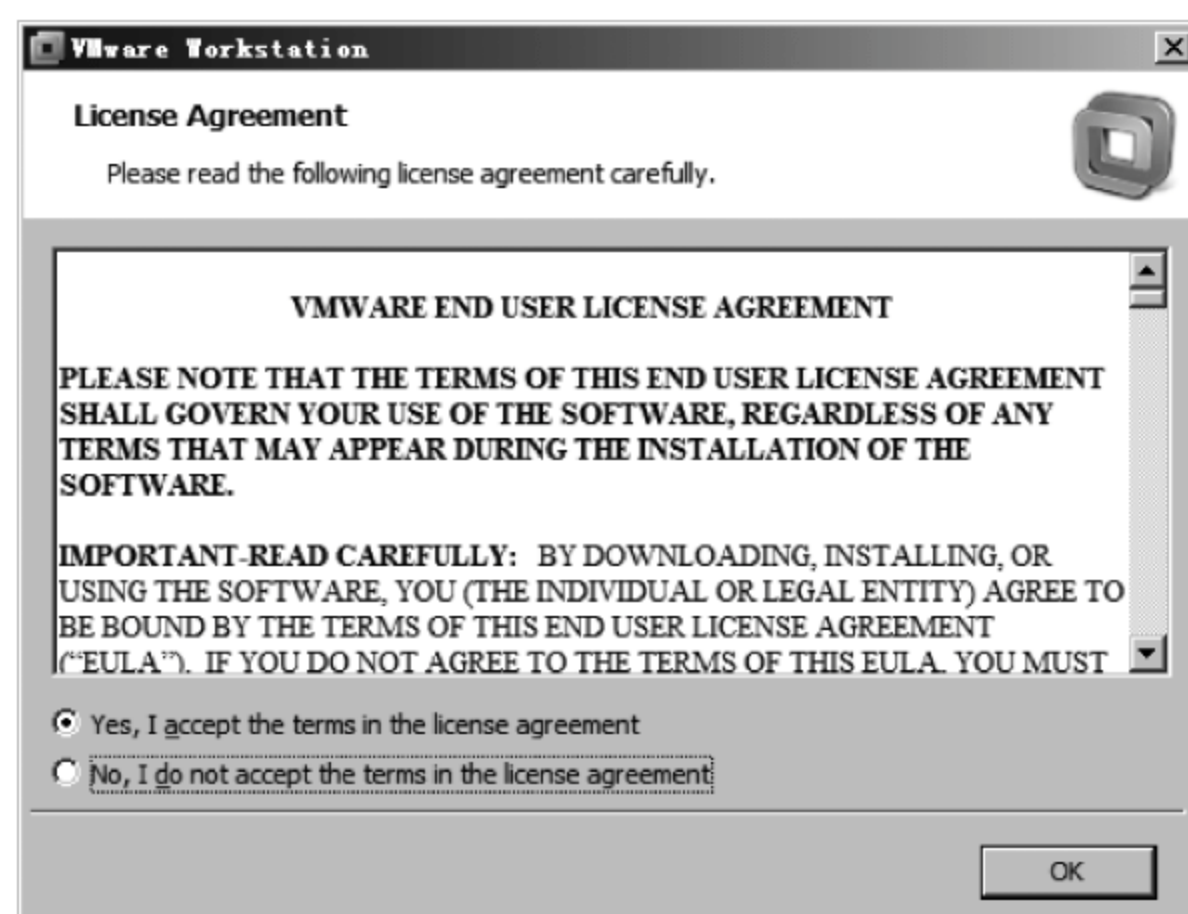 VMware Workstation
License Agreement
Please read the following license agreement carefully.
VMWARE END USER LICENSE AGREEMENT
PLEASE NOTE THAT THE TERMS OF THIS END USER LICENSE AGREEMENT
SHALL GOVERN YOUR USE OF THE SOFTWARE, REGARDLESS OF ANY
TERMS THAT MAY APPEAR DURING THE INSTALLATION OF THE
SOFTWARE.
IMPORTANT-READ CAREFULLY: BY DOWNLOADING, INSTALLING, OR
USING THE SOFTWARE, YOU (THE INDIVIDUAL OR LEGAL ENTITY) AGREE TO
BE BOUND BY THE TERMS OF THIS END USER LICENSE AGREEMENT
(“EULA”). IF YOU DO NOT AGREE TO THE TERMS OF THIS EULA, YOU MUST
Yes, I accept the terms in the license agreement
No, I do not accept the terms in the license agreement
OK